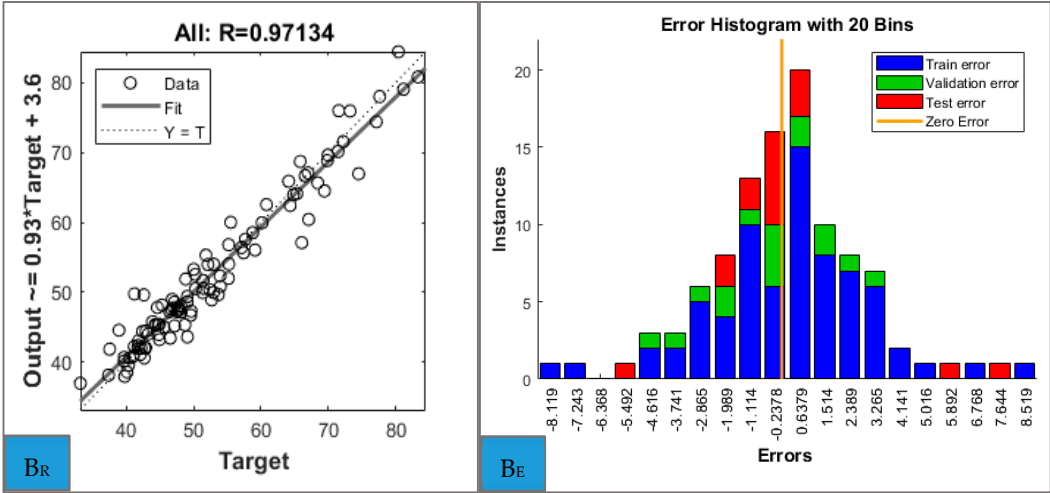 All: R=0.97134
Output ~= 0.93*Target + 3.6
Data
Fit
Y = T
80
70
60
50
40
40
50
60
70
80
Target
BR
Error Histogram with 20 Bins
Train error
Validation error
Test error
Zero Error
Instances
20
15
10
5
0
-8.119
-7.243
-6.368
-5.492
-4.616
-3.741
-2.865
-1.989
-1.114
-0.2378
0.6379
1.514
2.389
3.265
4.141
5.016
5.892
6.768
7.644
8.519
Errors
BE